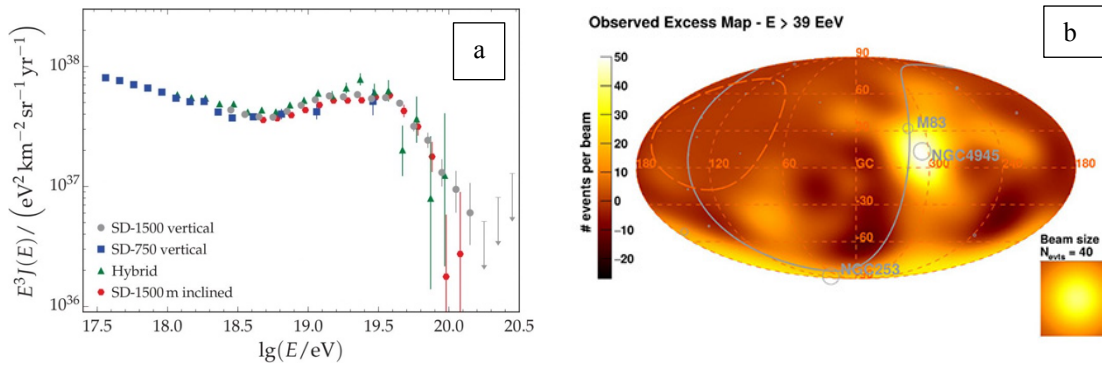 a
10^38
10^37
10^36
E^3 J(E) / (eV^2 km^-2 sr^-1 yr^-1)
SD-1500 vertical
SD-750 vertical
Hybrid
SD-1500 m inclined
17.5 18.0 18.5 19.0 19.5 20.0 20.5
lg(E/eV)
Observed Excess Map - E > 39 EeV
b
50
40
30
20
10
0
−10
−20
# events per beam
90
60
M83
NGC4945
180 120 60 GC 300 240 180
-30
-60
NGC253
Beam size
N_evts = 40